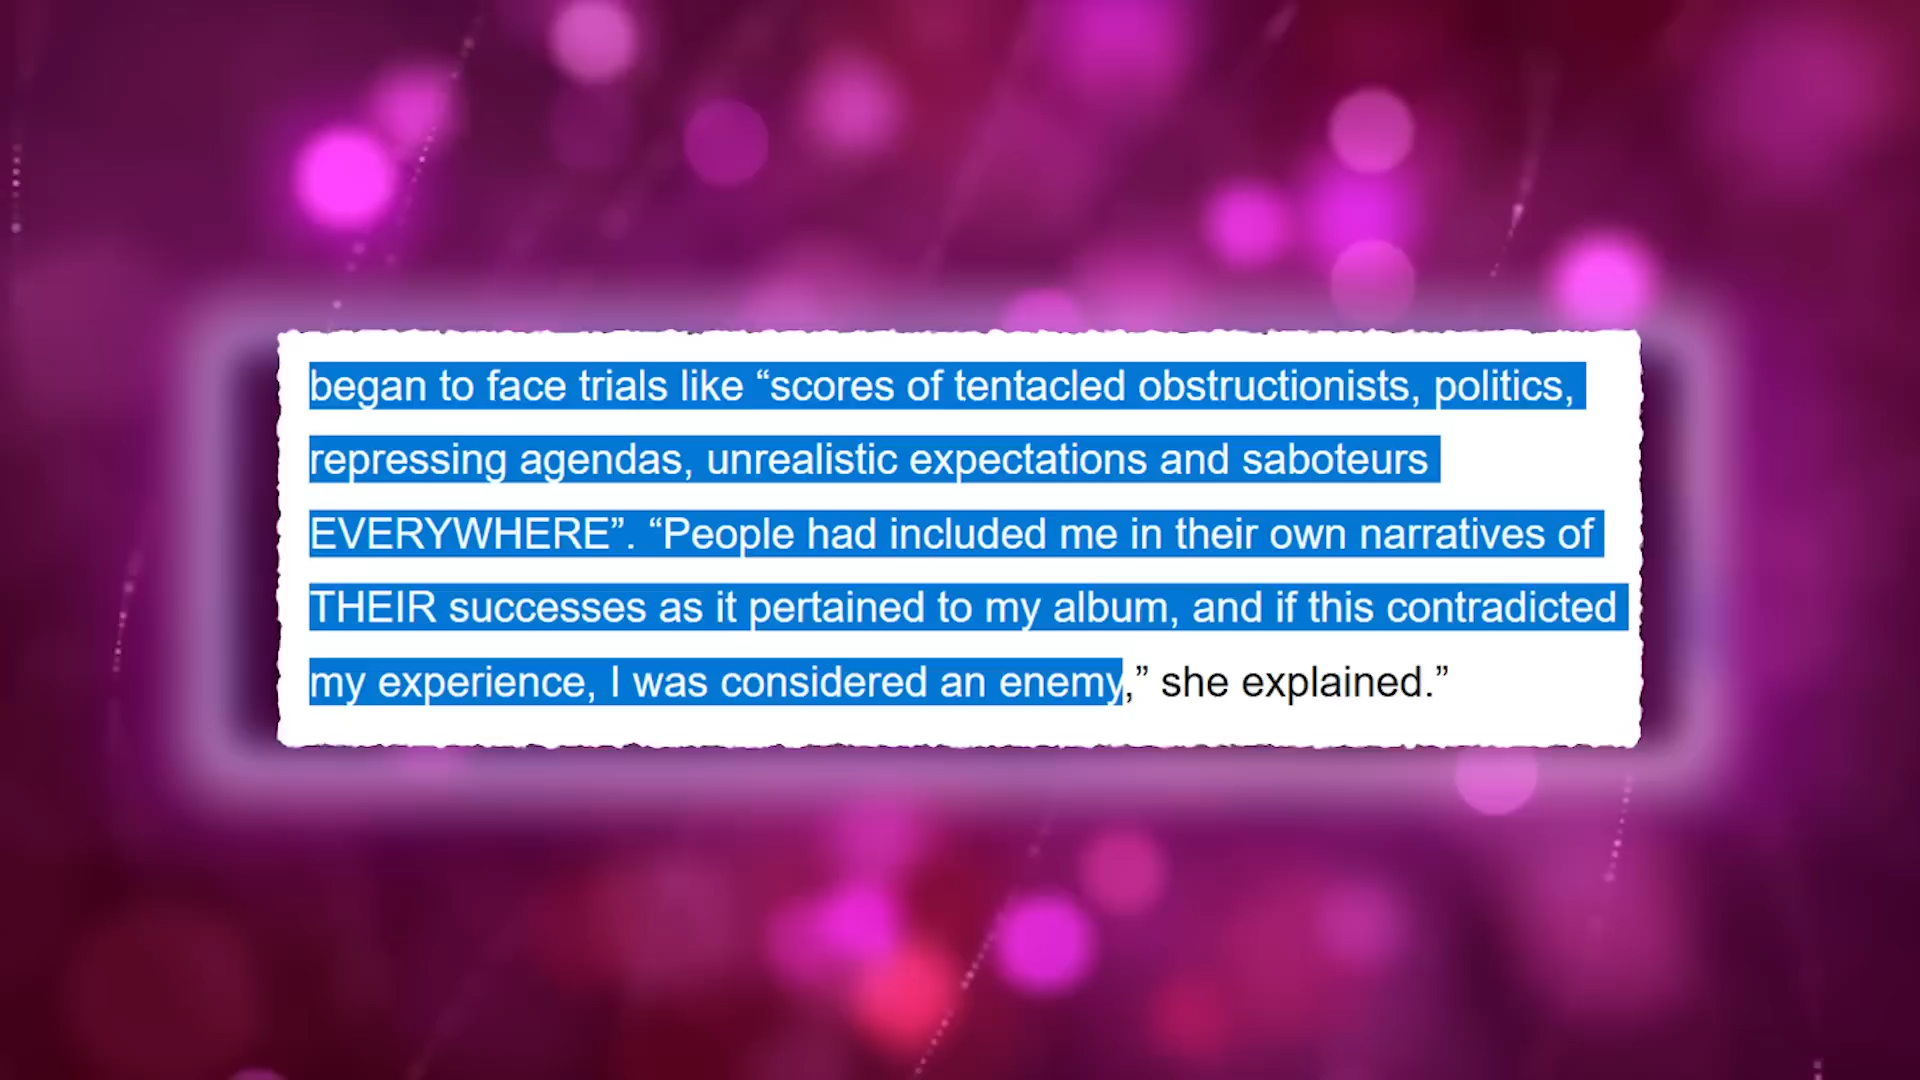 began to face trials like “scores of tentacled obstructionists, politics,
repressing agendas, unrealistic expectations and saboteurs
EVERYWHERE”. “People had included me in their own narratives of
THEIR successes as it pertained to my album, and if this contradicted
my experience, I was considered an enemy,” she explained.”